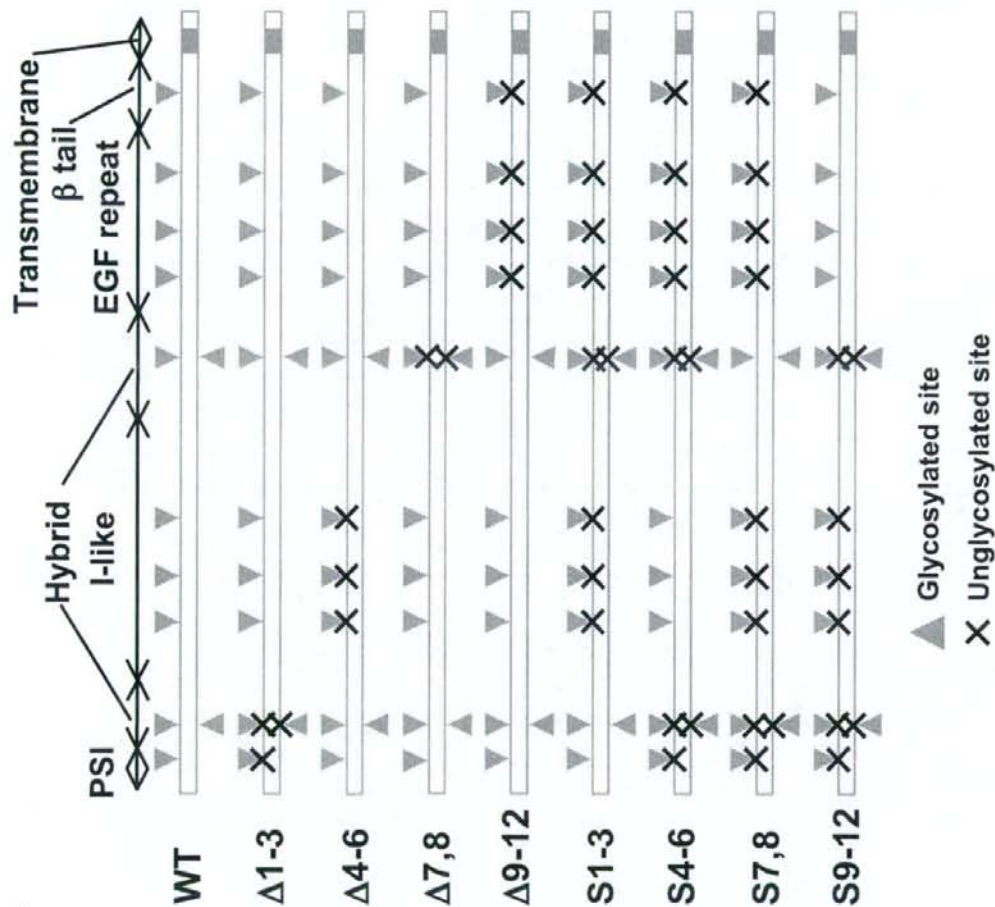 Transmembrane
β tail
EGF repeat
Hybrid
I-like
PSI
WT
Δ1-3
Δ4-6
Δ7,8
Δ9-12
S1-3
S4-6
S7,8
S9-12
Glycosylated site
Unglycosylated site